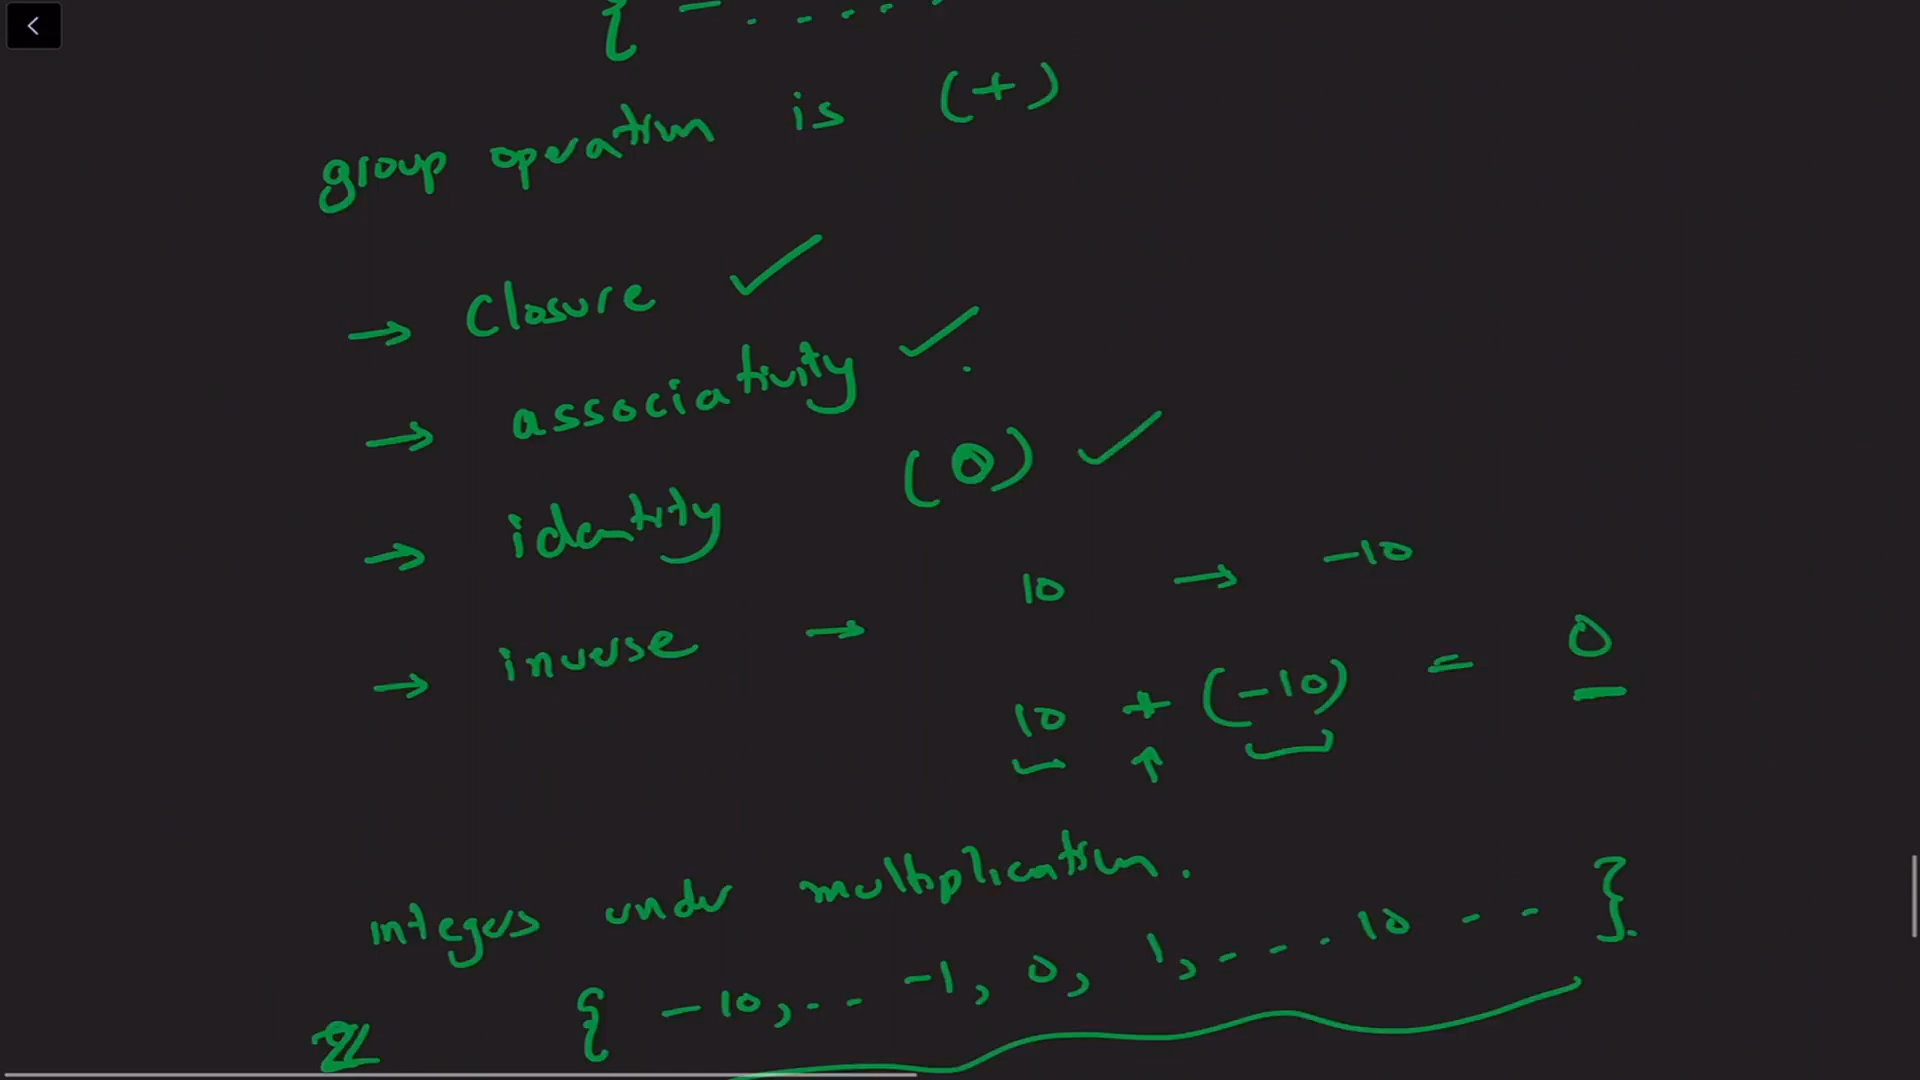 { – . . . . .
group operation is (+)
→ Closure ✓
→ associativity ✓
→ identity (0) ✓
→ inverse → 10 → -10
10 + (-10) = 0
integers under multiplication.
ℤ { -10, .. -1, 0, 1, ... 10 .. }.